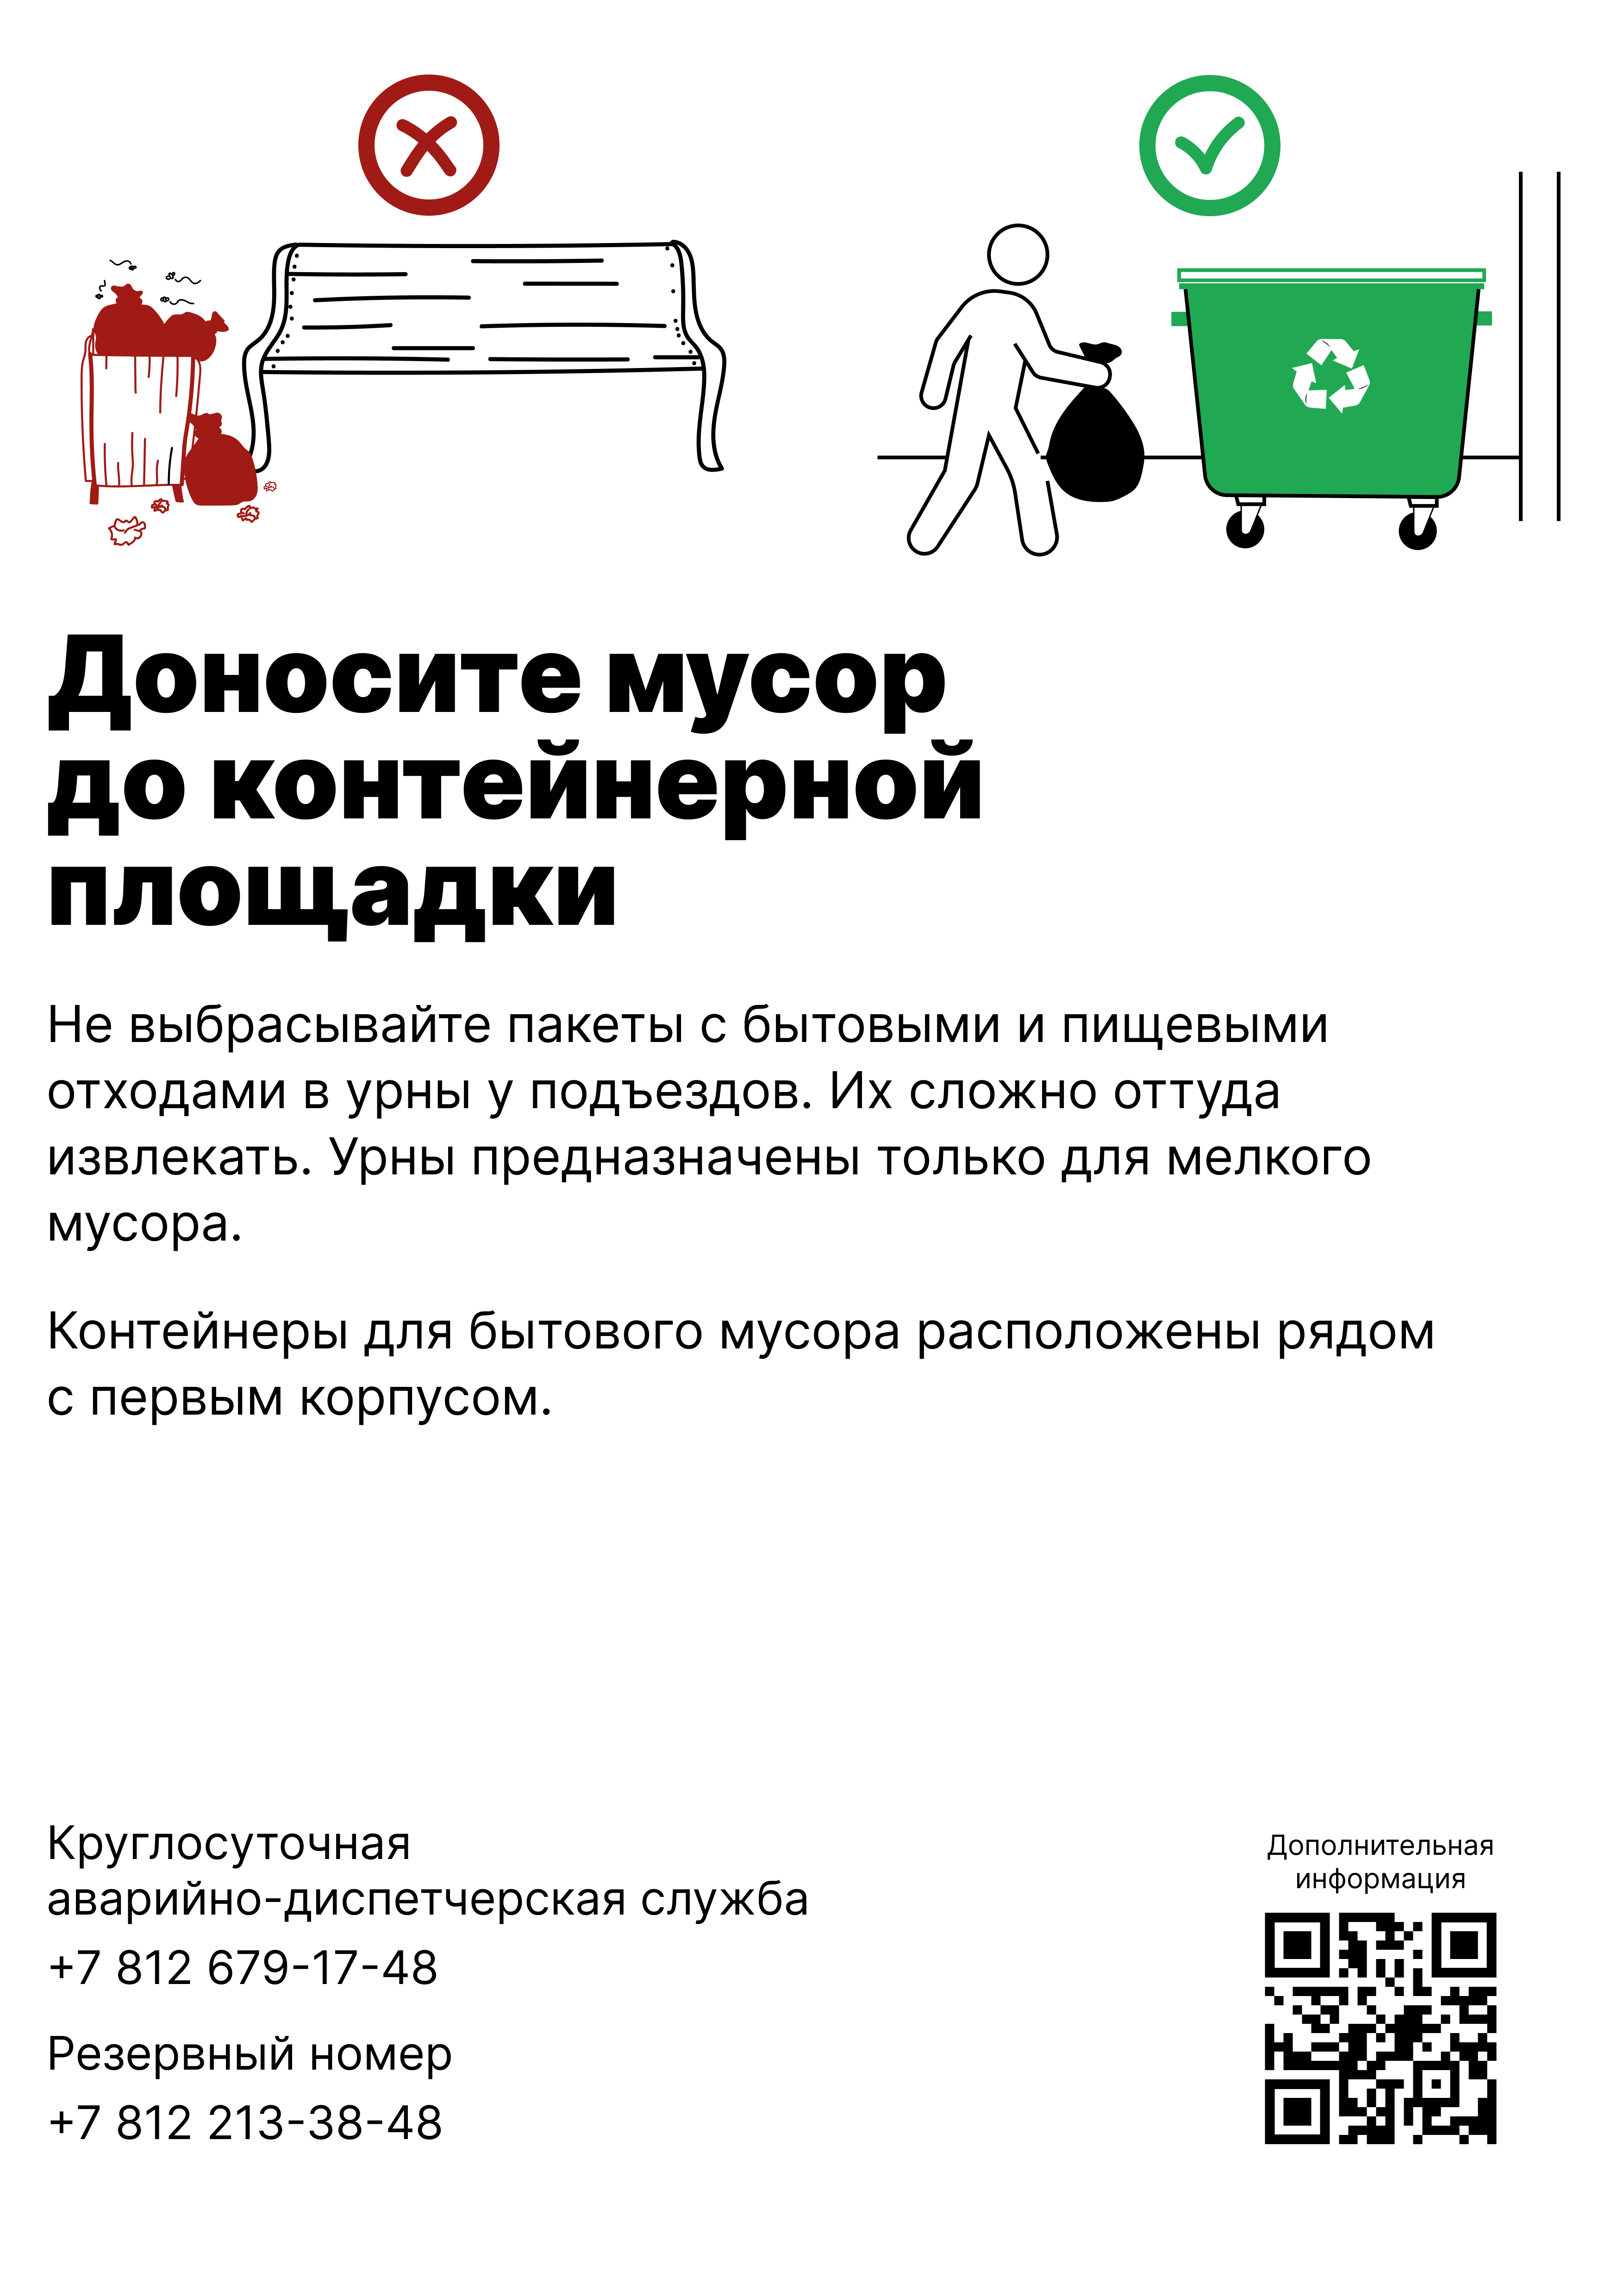 Доносите мусор
до контейнерной
площадки
Не выбрасывайте пакеты с бытовыми и пищевыми
отходами в урны у подъездов. Их сложно оттуда
извлекать. Урны предназначены только для мелкого
мусора.
Контейнеры для бытового мусора расположены рядом
с первым корпусом.
Круглосуточная
аварийно-диспетчерская служба
+7 812 679-17-48
Резервный номер
+7 812 213-38-48
Дополнительная
информация